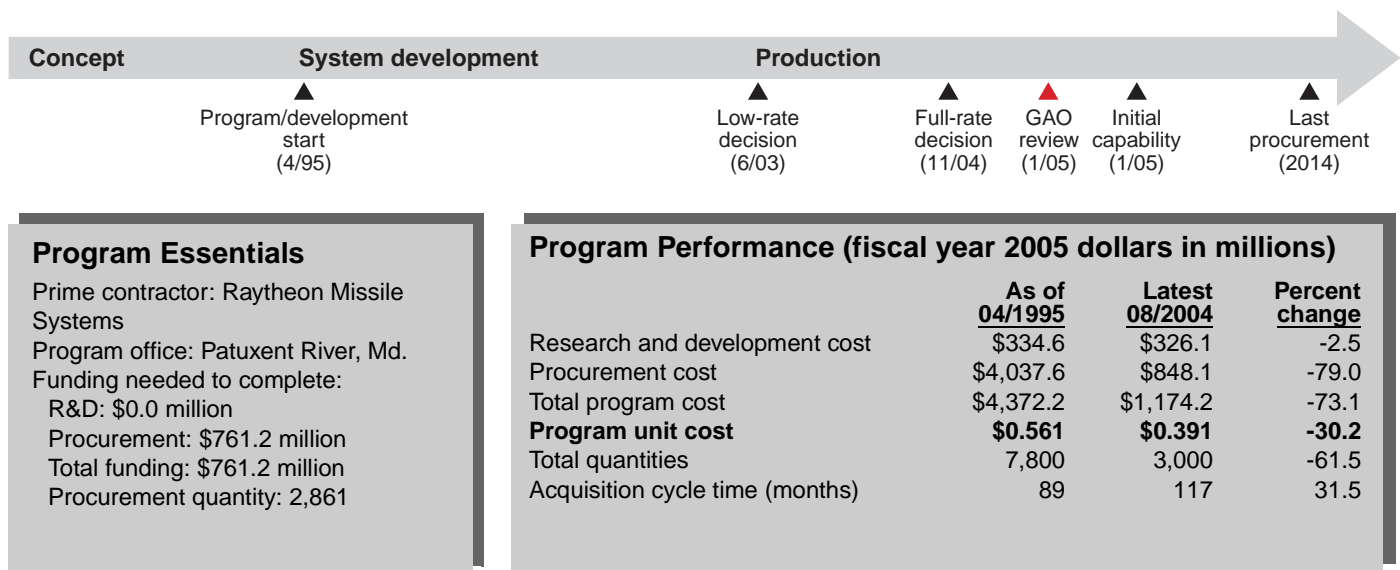 Concept System development Production
Program/development start (4/95)
Low-rate decision (6/03)
Full-rate decision (11/04)
GAO review (1/05)
Initial capability (1/05)
Last procurement (2014)
Program Essentials
Prime contractor: Raytheon Missile
Systems
Program office: Patuxent River, Md.
Funding needed to complete:
R&D: $0.0 million
Procurement: $761.2 million
Total funding: $761.2 million
Procurement quantity: 2,861
Program Performance (fiscal year 2005 dollars in millions)
As of Latest Percent
04/1995 08/2004 change
Research and development cost $334.6 $326.1 -2.5
Procurement cost $4,037.6 $848.1 -79.0
Total program cost $4,372.2 $1,174.2 -73.1
Program unit cost $0.561 $0.391 -30.2
Total quantities 7,800 3,000 -61.5
Acquisition cycle time (months) 89 117 31.5